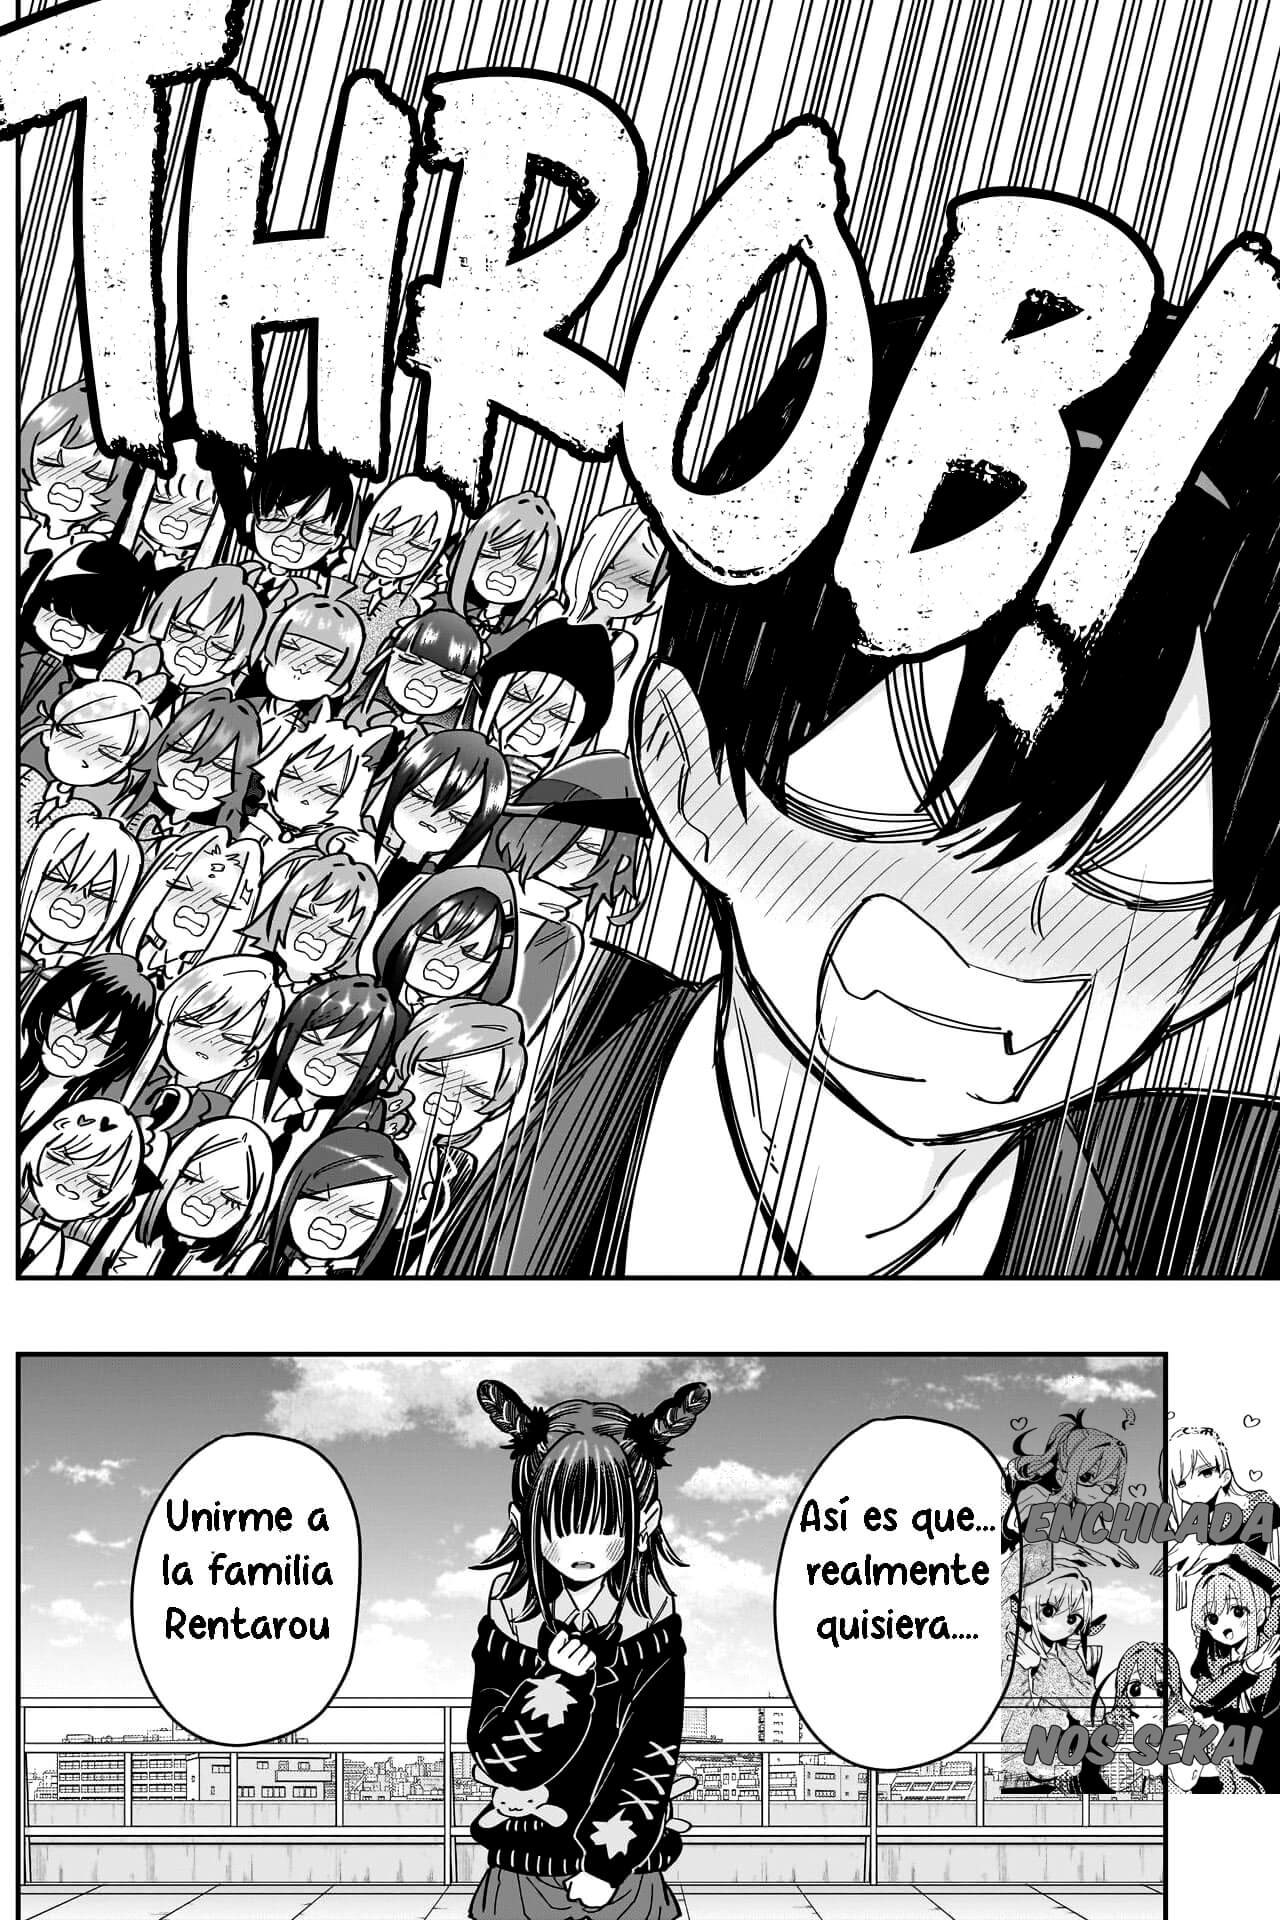 THROB!
Así es que...
realmente
quisiera....
Unirme a
la familia
Rentarou
ENCHILADA
NOS SEKAI